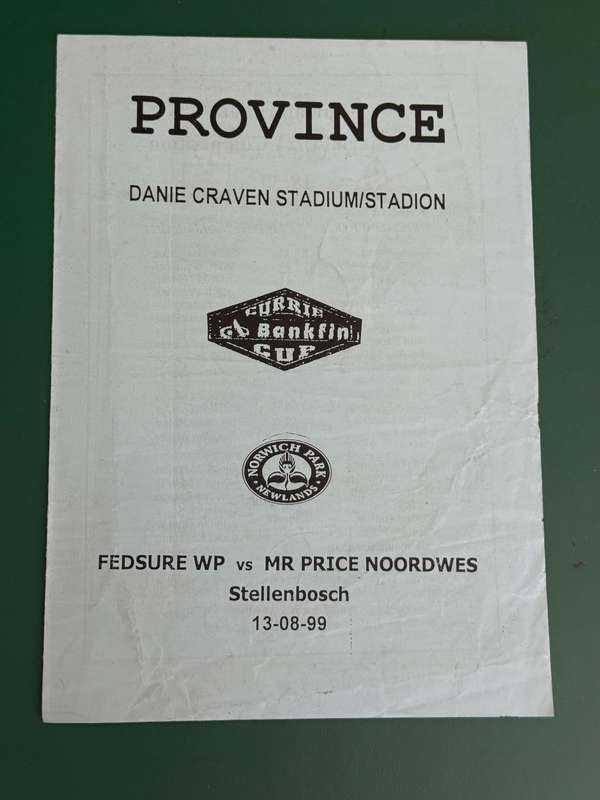 PROVINCE
DANIE CRAVEN STADIUM/STADION
CURRIE
Bankfin
CUP
NORWICH PARK
NEWLANDS
FEDSURE WP vs MR PRICE NOORDWES
Stellenbosch
13-08-99